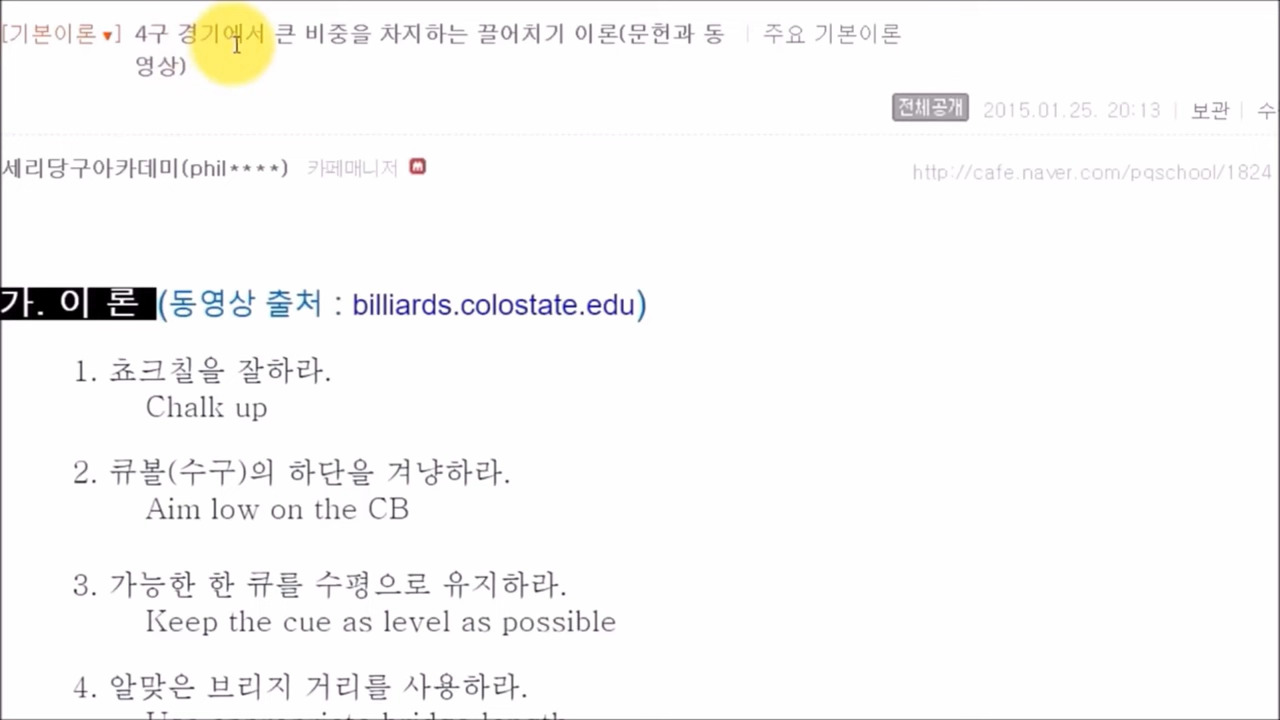 [기본이론▼] 4구 경기에서 큰 비중을 차지하는 끌어치기 이론(문헌과 동영상) | 주요 기본이론
전체공개 2015.01.25. 20:13 | 보관 | 수
세리당구아카데미(phil****) 카페매니저
http://cafe.naver.com/pqschool/1824
가. 이 론 (동영상 출처 : billiards.colostate.edu)
1. 쵸크칠을 잘하라.
Chalk up
2. 큐볼(수구)의 하단을 겨냥하라.
Aim low on the CB
3. 가능한 한 큐를 수평으로 유지하라.
Keep the cue as level as possible
4. 알맞은 브리지 거리를 사용하라.
Use appropriate bridge length